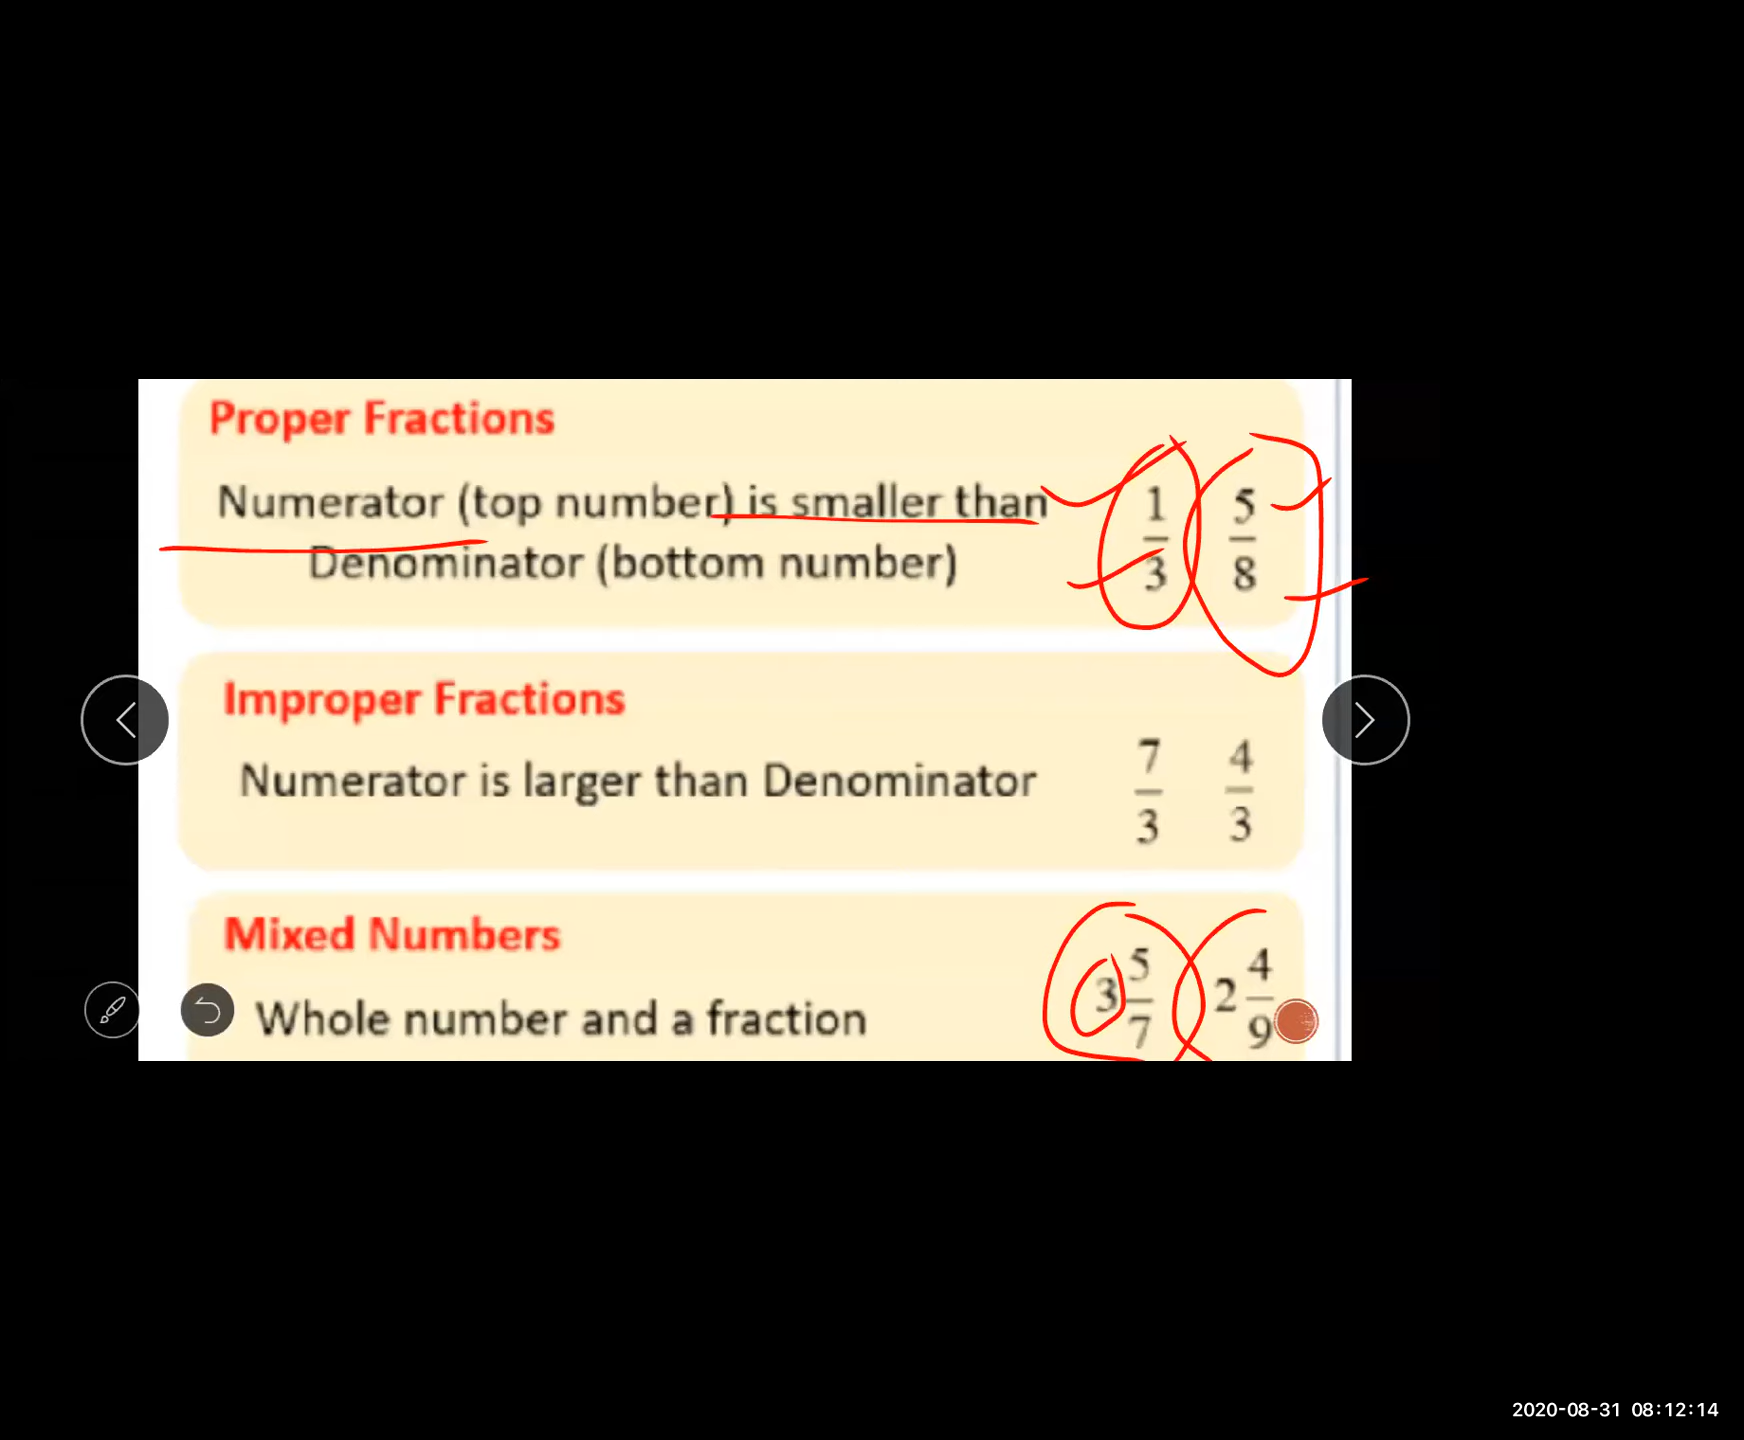 Proper Fractions
Numerator (top number) is smaller than
Denominator (bottom number)
1/3 5/8
Improper Fractions
Numerator is larger than Denominator
7/3 4/3
Mixed Numbers
Whole number and a fraction
3 5/7 2 4/9
2020-08-31 08:12:14